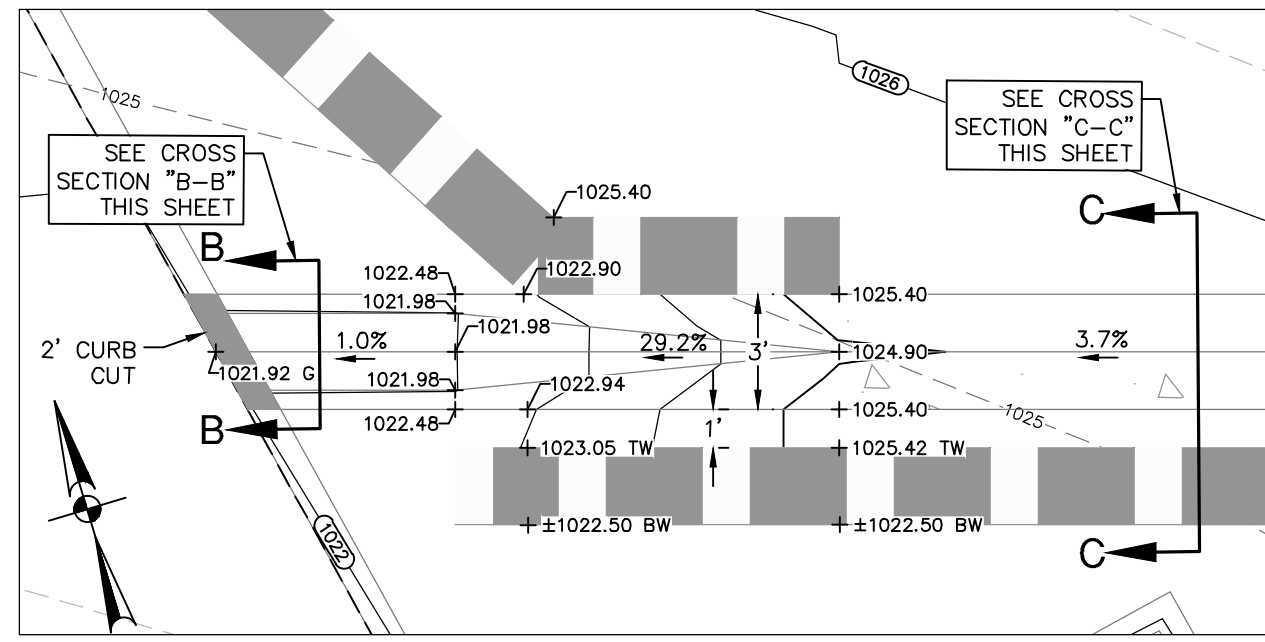 1026
1025
SEE CROSS
SECTION "C-C"
THIS SHEET
SEE CROSS
SECTION "B-B"
THIS SHEET
1025.40
C
B
1022.48
1022.90
1025.40
1021.98
1021.98
1.0%
29.2%
3'
1024.90
3.7%
2' CURB
CUT
1021.92 G
1021.98
1022.94
1022.48
1025.40
1025
B
1'
1023.05 TW
1025.42 TW
1022
±1022.50 BW
±1022.50 BW
C